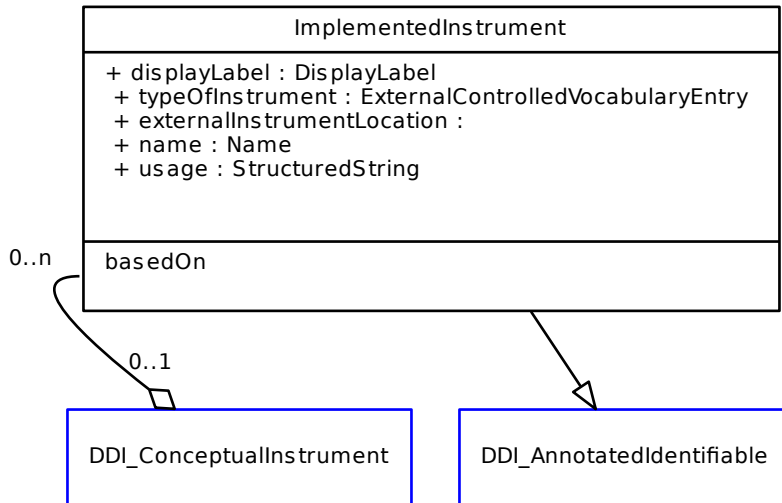 ImplementedInstrument
+ displayLabel : DisplayLabel
+ typeOfInstrument : ExternalControlledVocabularyEntry
+ externalInstrumentLocation :
+ name : Name
+ usage : StructuredString
0..n
basedOn
0..1
DDI_ConceptualInstrument
DDI_AnnotatedIdentifiable